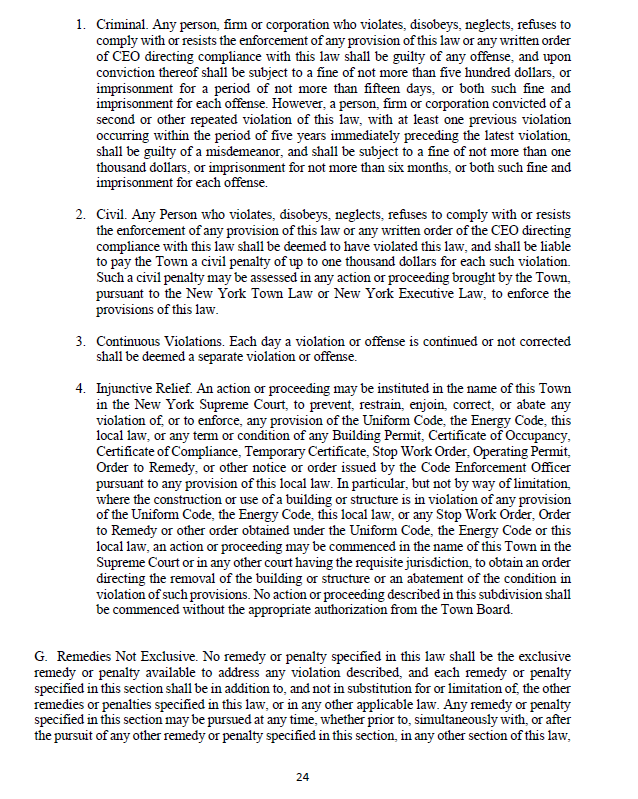 1. Criminal. Any person, firm or corporation who violates, disobeys, neglects, refuses to
comply with or resists the enforcement of any provision of this law or any written order
of CEO directing compliance with this law shall be guilty of any offense, and upon
conviction thereof shall be subject to a fine of not more than five hundred dollars, or
imprisonment for a period of not more than fifteen days, or both such fine and
imprisonment for each offense. However, a person, firm or corporation convicted of a
second or other repeated violation of this law, with at least one previous violation
occurring within the period of five years immediately preceding the latest violation,
shall be guilty of a misdemeanor, and shall be subject to a fine of not more than one
thousand dollars, or imprisonment for not more than six months, or both such fine and
imprisonment for each offense.
2. Civil. Any Person who violates, disobeys, neglects, refuses to comply with or resists
the enforcement of any provision of this law or any written order of the CEO directing
compliance with this law shall be deemed to have violated this law, and shall be liable
to pay the Town a civil penalty of up to one thousand dollars for each such violation.
Such a civil penalty may be assessed in any action or proceeding brought by the Town,
pursuant to the New York Town Law or New York Executive Law, to enforce the
provisions of this law.
3. Continuous Violations. Each day a violation or offense is continued or not corrected
shall be deemed a separate violation or offense.
4. Injunctive Relief. An action or proceeding may be instituted in the name of this Town
in the New York Supreme Court, to prevent, restrain, enjoin, correct, or abate any
violation of, or to enforce, any provision of the Uniform Code, the Energy Code, this
local law, or any term or condition of any Building Permit, Certificate of Occupancy,
Certificate of Compliance, Temporary Certificate, Stop Work Order, Operating Permit,
Order to Remedy, or other notice or order issued by the Code Enforcement Officer
pursuant to any provision of this local law. In particular, but not by way of limitation,
where the construction or use of a building or structure is in violation of any provision
of the Uniform Code, the Energy Code, this local law, or any Stop Work Order, Order
to Remedy or other order obtained under the Uniform Code, the Energy Code or this
local law, an action or proceeding may be commenced in the name of this Town in the
Supreme Court or in any other court having the requisite jurisdiction, to obtain an order
directing the removal of the building or structure or an abatement of the condition in
violation of such provisions. No action or proceeding described in this subdivision shall
be commenced without the appropriate authorization from the Town Board.
G. Remedies Not Exclusive. No remedy or penalty specified in this law shall be the exclusive
remedy or penalty available to address any violation described, and each remedy or penalty
specified in this section shall be in addition to, and not in substitution for or limitation of, the other
remedies or penalties specified in this law, or in any other applicable law. Any remedy or penalty
specified in this section may be pursued at any time, whether prior to, simultaneously with, or after
the pursuit of any other remedy or penalty specified in this section, in any other section of this law,
24